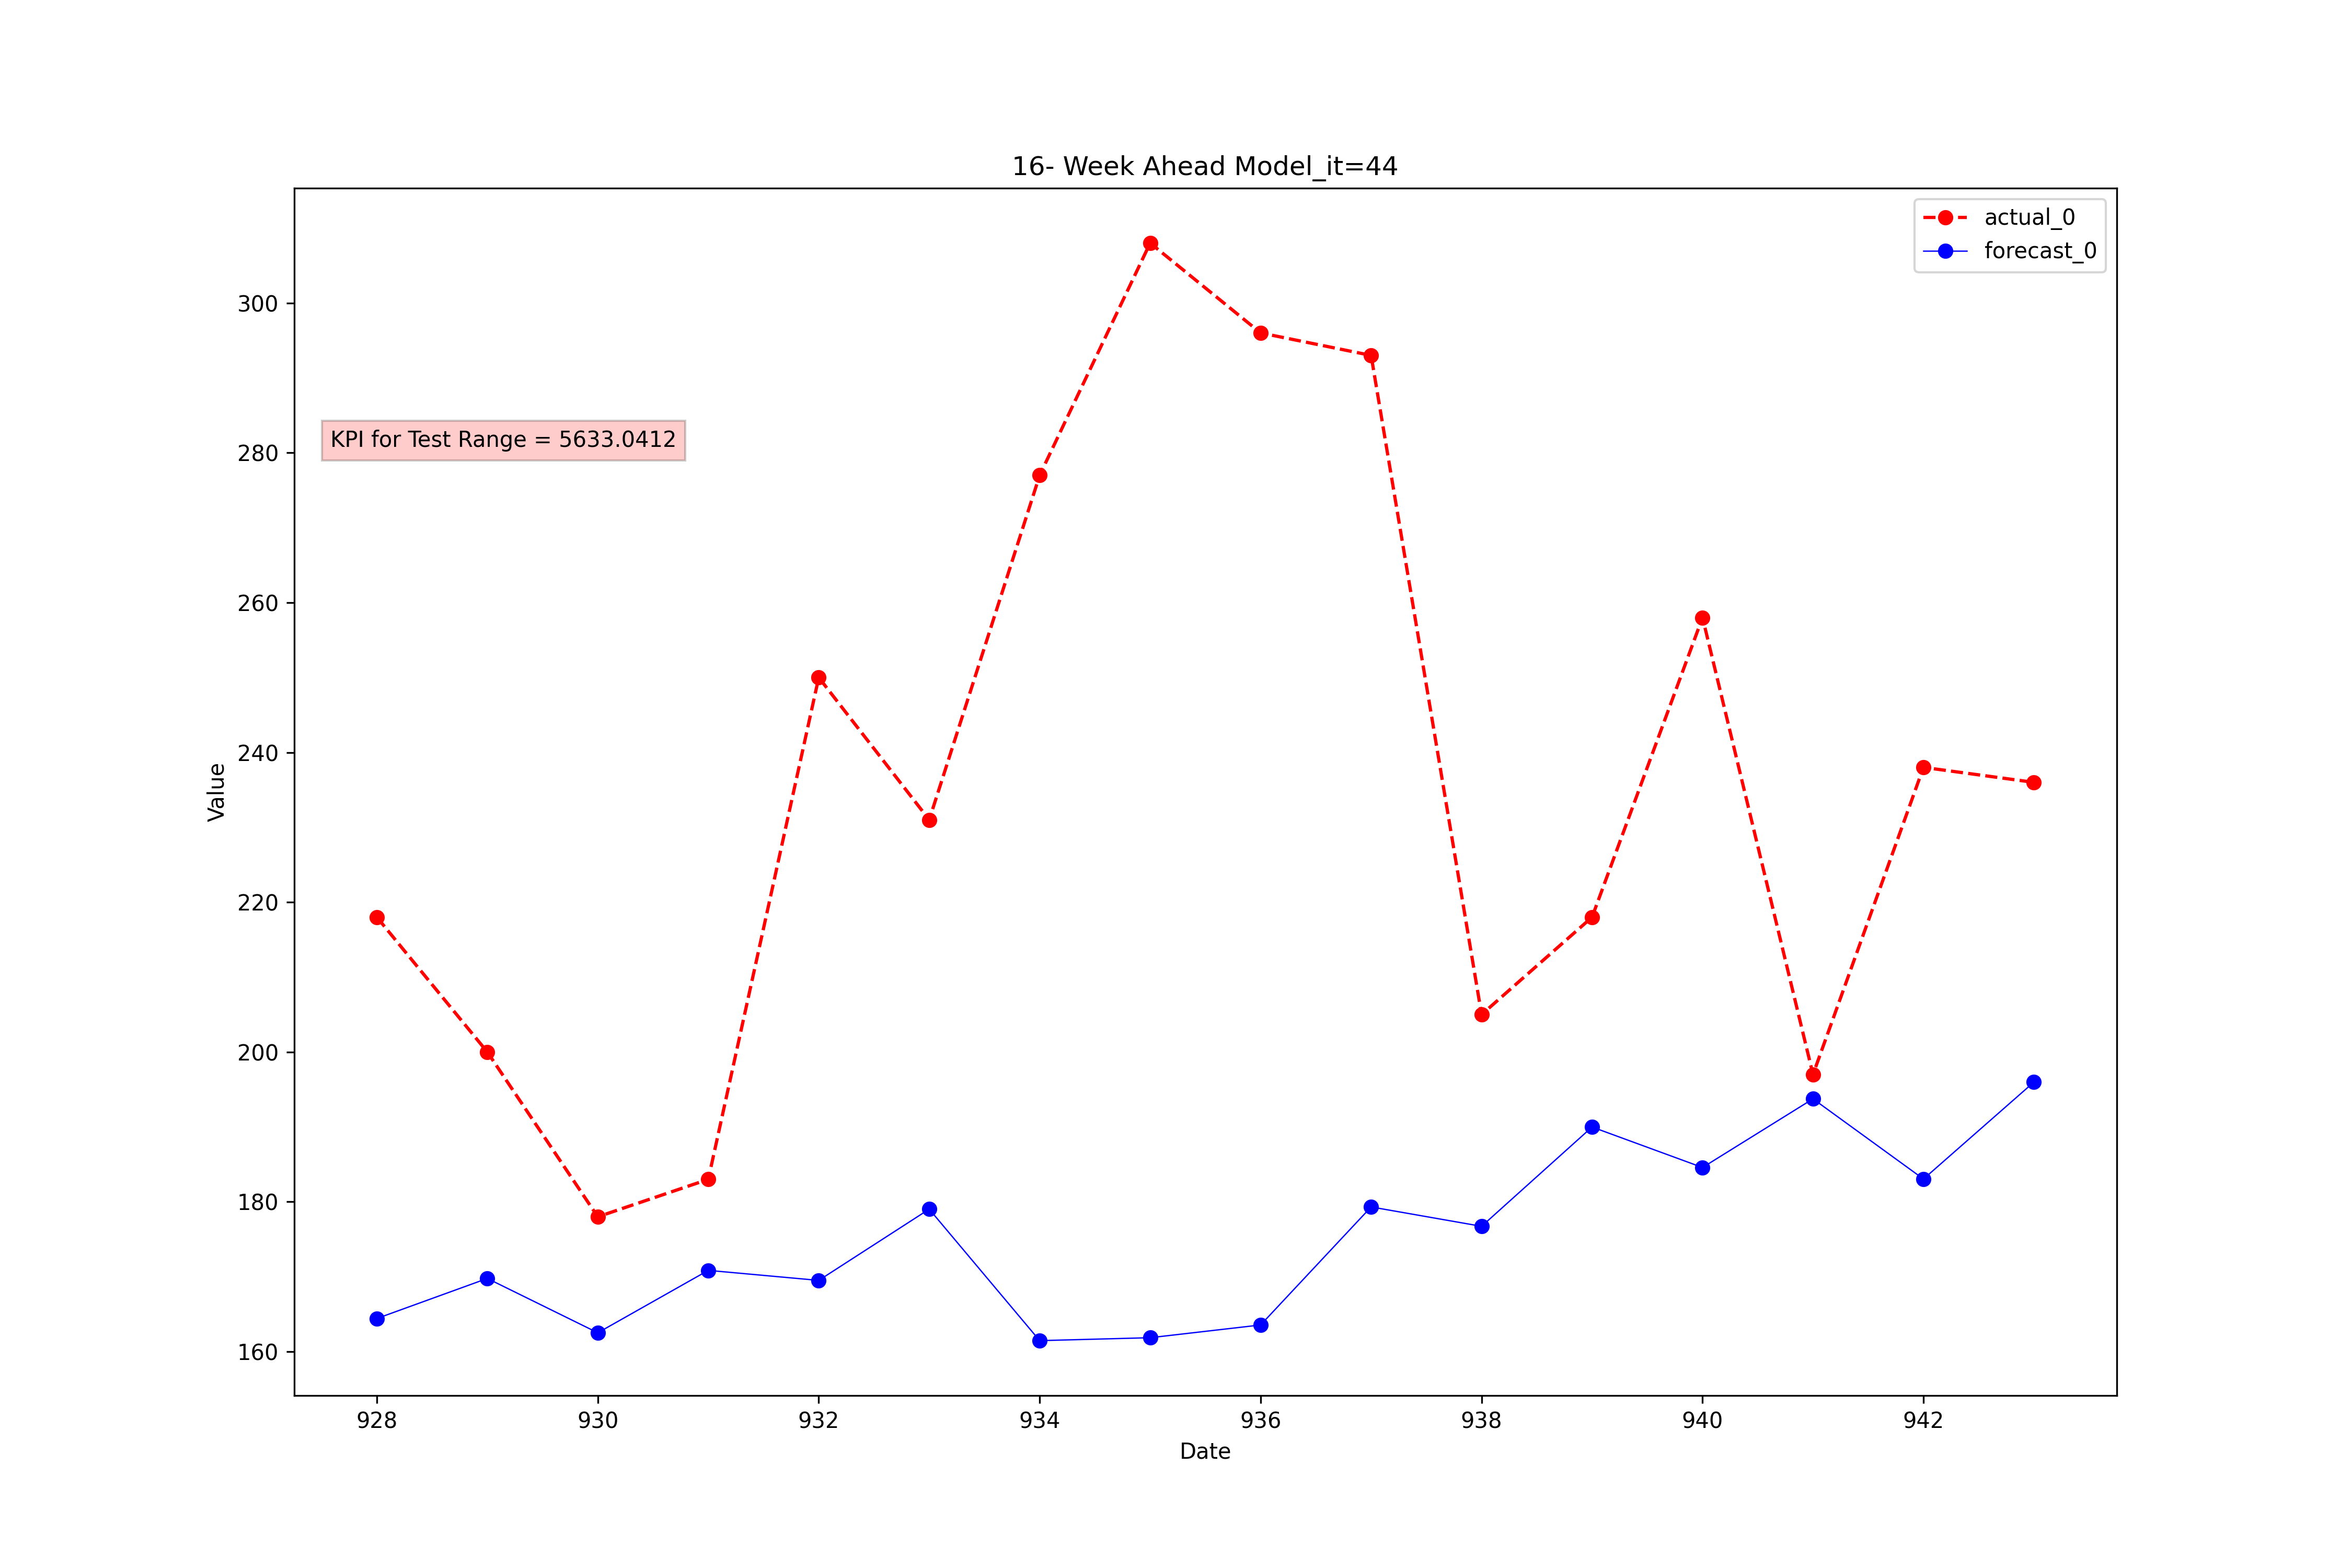 16- Week Ahead Model_it=44
actual_0
forecast_0
KPI for Test Range = 5633.0412
300
280
260
240
220
200
180
160
Value
928 930 932 934 936 938 940 942
Date